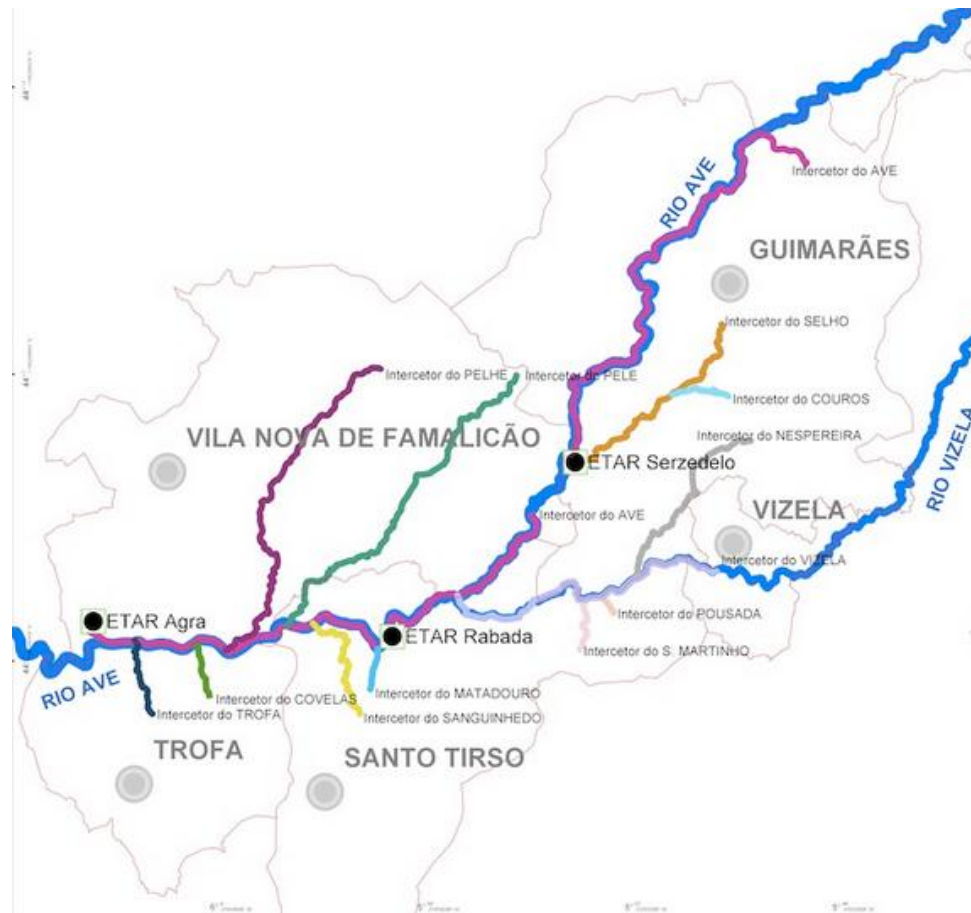 RIO AVE
Intercetor do AVE
GUIMARÃES
Intercetor do SELHO
Intercetor do PELHE
Intercetor do PELE
Intercetor do COUROS
RIO VIZELA
VILA NOVA DE FAMALICÃO
Intercetor do NESPEREIRA
ETAR Serzedelo
Intercetor do AVE
VIZELA
Intercetor do VIZELA
Intercetor do POUSADA
ETAR Agra
ETAR Rabada
Intercetor do S. MARTINHO
RIO AVE
Intercetor do COVELAS
Intercetor do MATADOURO
Intercetor do TROFA
Intercetor do SANGUINHEDO
TROFA
SANTO TIRSO